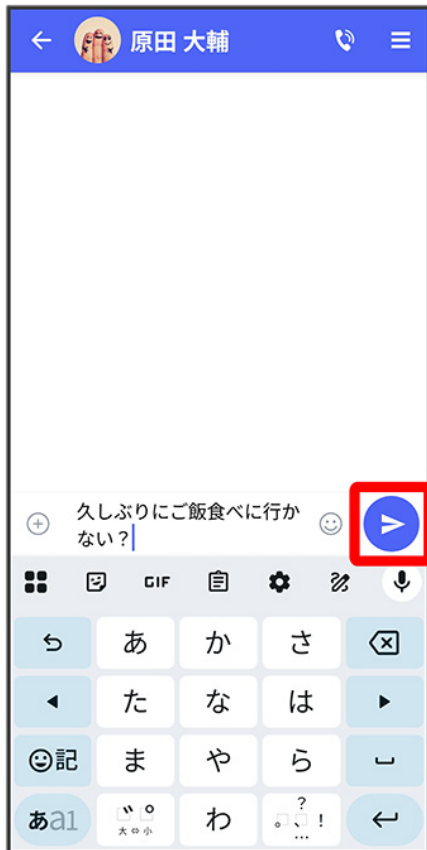 原田 大輔
久しぶりにご飯食べに行か
ない？
GIF
あ か さ
た な は
☺記 ま や ら
あa1 大⇔小 わ 。、?!…